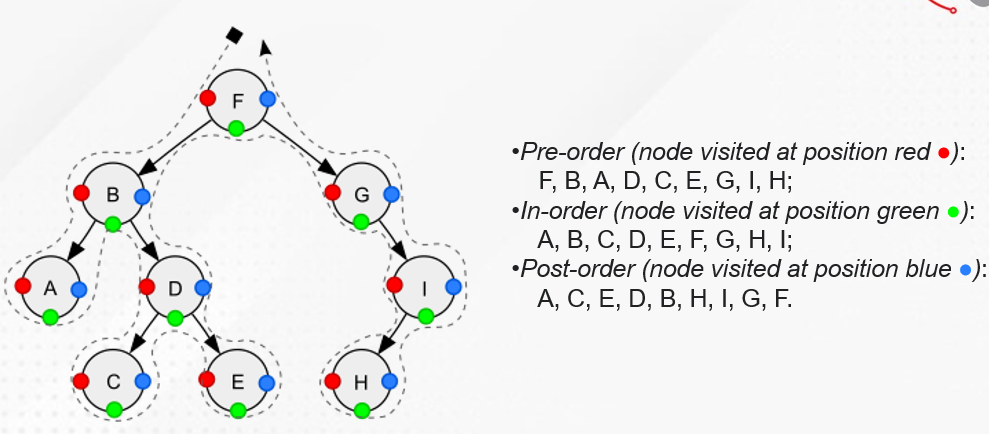 F
B
G
A
D
I
C
E
H
•Pre-order (node visited at position red ●):
F, B, A, D, C, E, G, I, H;
•In-order (node visited at position green ●):
A, B, C, D, E, F, G, H, I;
•Post-order (node visited at position blue ●):
A, C, E, D, B, H, I, G, F.